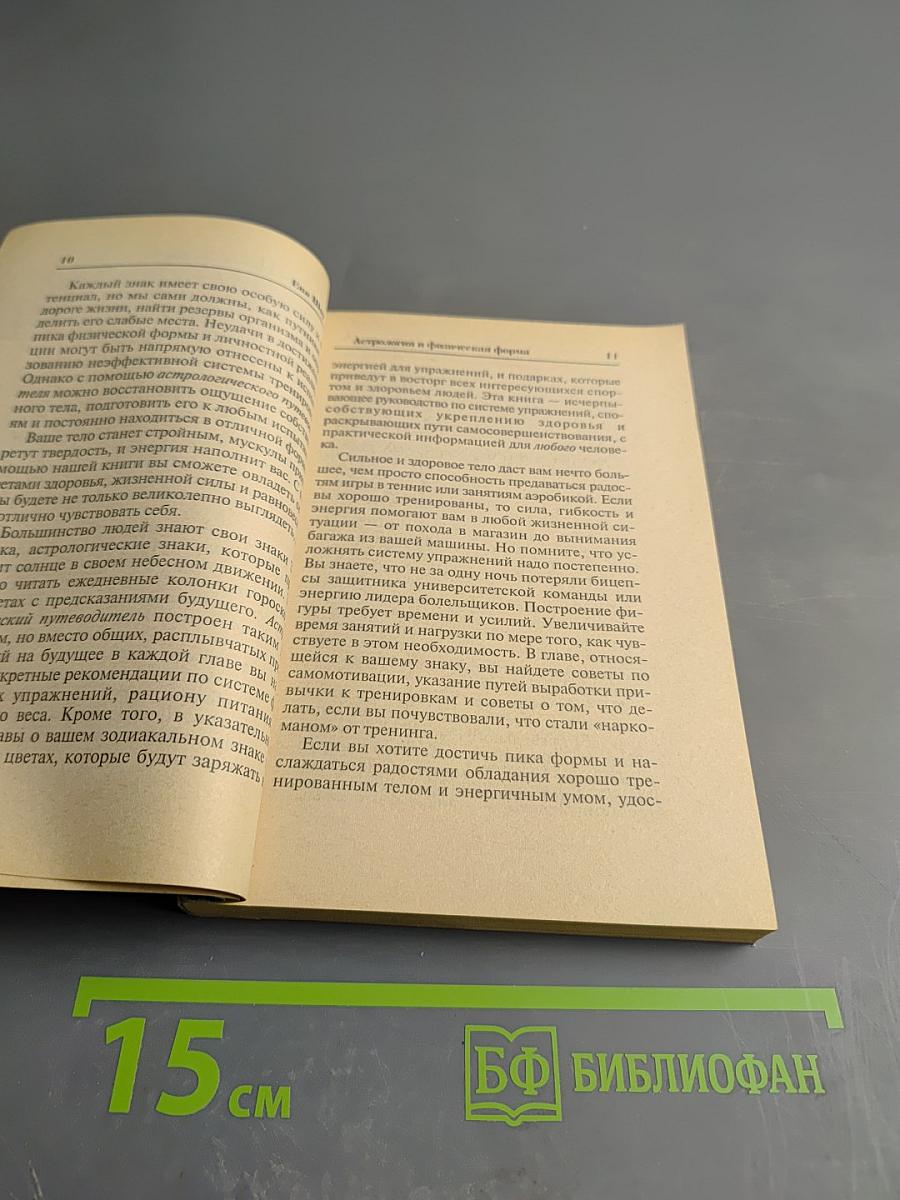 10
Ева
Каждый знак имеет свою особую силу и
тенциал, но мы сами должны, как
дороге жизни, найти резервы организма и
делить его слабые места. Неудачи в
пика физической формы и личностной
ции могут быть напрямую отнесены к
зованию неэффективной системы
Однако с помощью астрологического
теля можно восстановить ощущение
ного тела, подготовить его к любым
ям и постоянно находиться в отличной
Ваше тело станет стройным, мускулы
ретут твердость, и энергия наполнит вас. С
мощью нашей книги вы сможете овладеть
етами здоровья, жизненной силы и
ы будете не только великолепно выглядеть,
отлично чувствовать себя.
Большинство людей знают свои знаки
ка, астрологические знаки, которые
ит солнце в своем небесном движении,
о читать ежедневные колонки
етах с предсказаниями будущего.
ский путеводитель построен таким
м, но вместо общих, расплывчатых
й на будущее в каждой главе вы
кретные рекомендации по системе
х упражнений, рациону питания
о веса. Кроме того, в
авы о вашем зодиакальном знаке
цветах, которые будут заряжать
Астрология и физическая форма 11
энергией для упражнений, и подарках, которые
приведут в восторг всех интересующихся спор-
том и здоровьем людей. Эта книга — исчерпы-
вающее руководство по системе упражнений, спо-
собствующих укреплению здоровья и
раскрывающих пути самосовершенствования, с
практической информацией для любого челове-
ка.
Сильное и здоровое тело даст вам нечто боль-
шее, чем просто способность предаваться радос-
тям игры в теннис или занятиям аэробикой. Если
вы хорошо тренированы, то сила, гибкость и
энергия помогают вам в любой жизненной си-
туации — от похода в магазин до вынимания
багажа из вашей машины. Но помните, что ус-
ложнять систему упражнений надо постепенно.
Вы знаете, что не за одну ночь потеряли бицеп-
сы защитника университетской команды или
энергию лидера болельщиков. Построение фи-
гуры требует времени и усилий. Увеличивайте
время занятий и нагрузки по мере того, как чув-
ствуете в этом необходимость. В главе, относя-
щейся к вашему знаку, вы найдете советы по
самомотивации, указание путей выработки при-
вычки к тренировкам и советы о том, что де-
лать, если вы почувствовали, что стали «нарко-
маном» от тренинга.
Если вы хотите достичь пика формы и на-
слаждаться радостями обладания хорошо тре-
нированным телом и энергичным умом, удос-
15 см
БФ БИБЛИОФАН